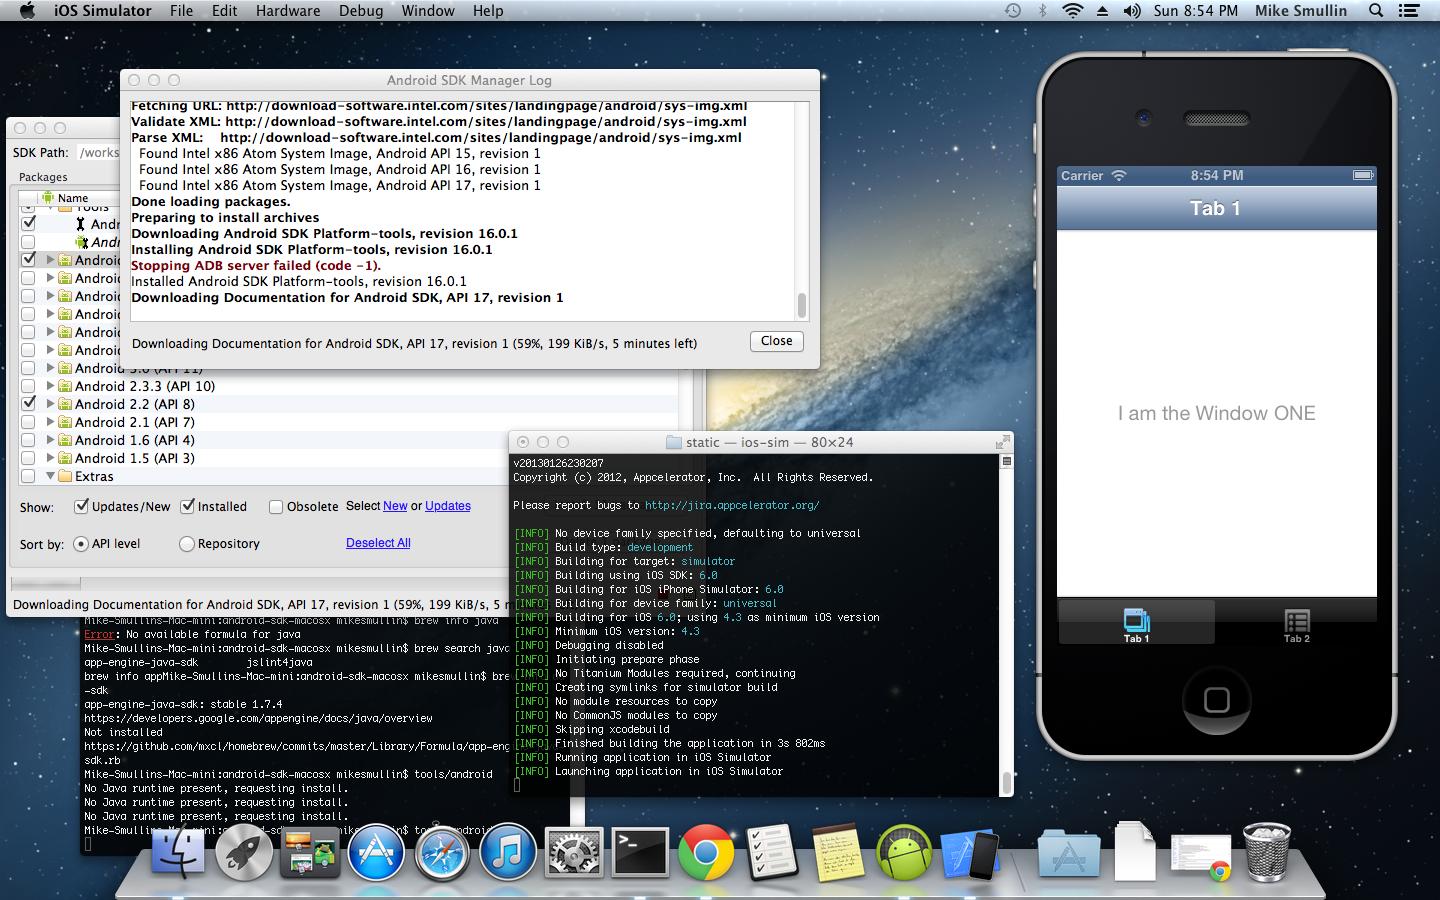 iOS Simulator File Edit Hardware Debug Window Help
Sun 8:54 PM Mike Smullin
Android SDK Manager Log
Fetching URL: http://download-software.intel.com/sites/landingpage/android/sys-img.xml
Validate XML: http://download-software.intel.com/sites/landingpage/android/sys-img.xml
Parse XML: http://download-software.intel.com/sites/landingpage/android/sys-img.xml
Found Intel x86 Atom System Image, Android API 15, revision 1
Found Intel x86 Atom System Image, Android API 16, revision 1
Found Intel x86 Atom System Image, Android API 17, revision 1
Done loading packages.
Preparing to install archives
Downloading Android SDK Platform-tools, revision 16.0.1
Installing Android SDK Platform-tools, revision 16.0.1
Stopping ADB server failed (code -1).
Installed Android SDK Platform-tools, revision 16.0.1
Downloading Documentation for Android SDK, API 17, revision 1
Downloading Documentation for Android SDK, API 17, revision 1 (59%, 199 KiB/s, 5 minutes left)
Close
SDK Path: /works
Packages
Name
Tools
Andr
Andr
Android
Android
Android
Android
Android
Android
Android 3.0 (API 11)
Android 2.3.3 (API 10)
Android 2.2 (API 8)
Android 2.1 (API 7)
Android 1.6 (API 4)
Android 1.5 (API 3)
Extras
Show: Updates/New Installed Obsolete Select New or Updates
Sort by: API level Repository Deselect All
Downloading Documentation for Android SDK, API 17, revision 1 (59%, 199 KiB/s, 5 m
Mike-Smullins-Mac-mini:android-sdk-macosx mikesmullin$ brew info java
Error: No available formula for java
Mike-Smullins-Mac-mini:android-sdk-macosx mikesmullin$ brew search java
app-engine-java-sdk jslint4java
brew info appMike-Smullins-Mac-mini:android-sdk-macosx mikesmullin$ bre
-sdk
app-engine-java-sdk: stable 1.7.4
https://developers.google.com/appengine/docs/java/overview
Not installed
https://github.com/mxcl/homebrew/commits/master/Library/Formula/app-eng
sdk.rb
Mike-Smullins-Mac-mini:android-sdk-macosx mikesmullin$ tools/android
No Java runtime present, requesting install.
No Java runtime present, requesting install.
No Java runtime present, requesting install.
static — ios-sim — 80×24
v20130126230207
Copyright (c) 2012, Appcelerator, Inc. All Rights Reserved.
Please report bugs to http://jira.appcelerator.org/
[INFO] No device family specified, defaulting to universal
[INFO] Build type: development
[INFO] Building for target: simulator
[INFO] Building using iOS SDK: 6.0
[INFO] Building for iOS iPhone Simulator: 6.0
[INFO] Building for device family: universal
[INFO] Building for iOS 6.0; using 4.3 as minimum iOS version
[INFO] Minimum iOS version: 4.3
[INFO] Debugging disabled
[INFO] Initiating prepare phase
[INFO] No Titanium Modules required, continuing
[INFO] Creating symlinks for simulator build
[INFO] No module resources to copy
[INFO] No CommonJS modules to copy
[INFO] Skipping xcodebuild
[INFO] Finished building the application in 3s 802ms
[INFO] Running application in iOS Simulator
[INFO] Launching application in iOS Simulator
Carrier 8:54 PM
Tab 1
I am the Window ONE
Tab 1 Tab 2